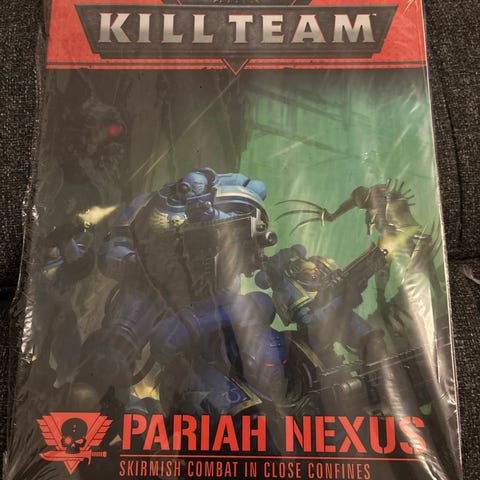 KILL TEAM
PARIAH NEXUS
SKIRMISH COMBAT IN CLOSE CONFINES